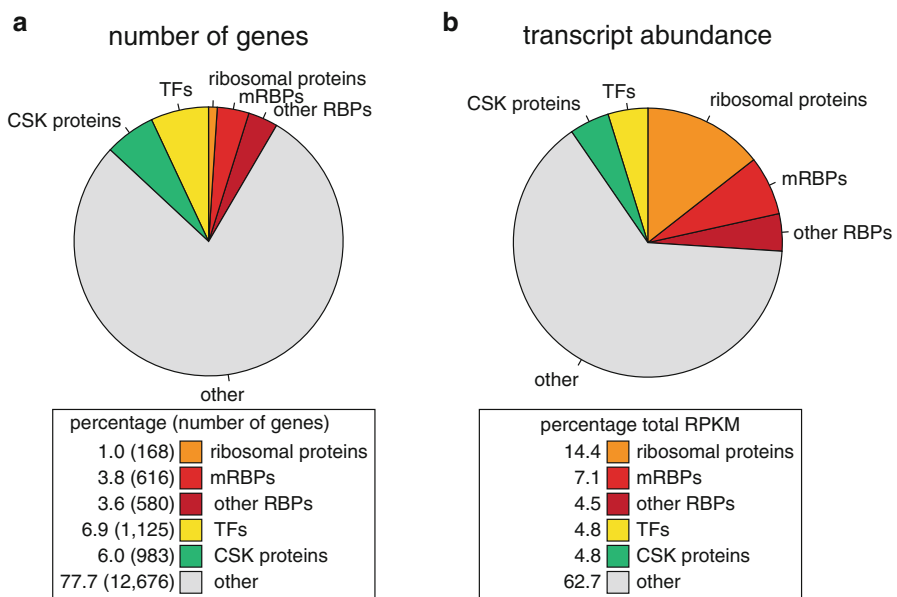 a
number of genes
TFs
ribosomal proteins
mRBPs
other RBPs
CSK proteins
other
percentage (number of genes)
1.0 (168) ribosomal proteins
3.8 (616) mRBPs
3.6 (580) other RBPs
6.9 (1,125) TFs
6.0 (983) CSK proteins
77.7 (12,676) other
b
transcript abundance
TFs
CSK proteins
ribosomal proteins
mRBPs
other RBPs
other
percentage total RPKM
14.4 ribosomal proteins
7.1 mRBPs
4.5 other RBPs
4.8 TFs
4.8 CSK proteins
62.7 other